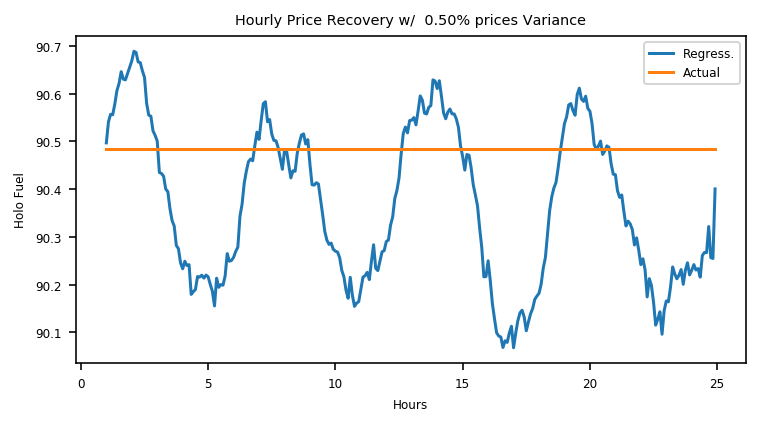 Hourly Price Recovery w/  0.50% prices Variance
Regress.
Actual
Holo Fuel
90.7
90.6
90.5
90.4
90.3
90.2
90.1
0 5 10 15 20 25
Hours